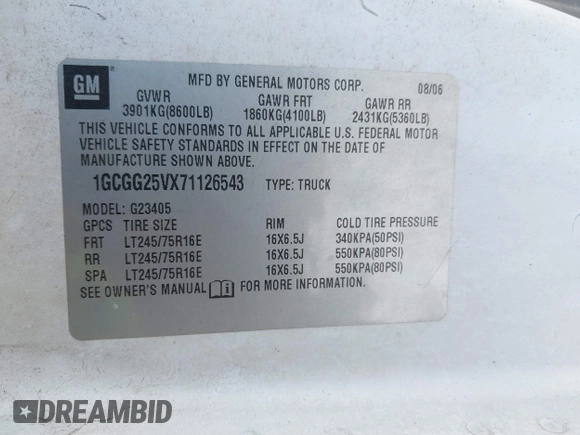 GM
MFD BY GENERAL MOTORS CORP. 08/06
GVWR GAWR FRT GAWR RR
3901KG(8600LB) 1860KG(4100LB) 2431KG(5360LB)
THIS VEHICLE CONFORMS TO ALL APPLICABLE U.S. FEDERAL MOTOR
VEHICLE SAFETY STANDARDS IN EFFECT ON THE DATE OF
MANUFACTURE SHOWN ABOVE.
1GCGG25VX71126543 TYPE: TRUCK
MODEL: G23405
GPCS TIRE SIZE RIM COLD TIRE PRESSURE
FRT LT245/75R16E 16X6.5J 340KPA(50PSI)
RR LT245/75R16E 16X6.5J 550KPA(80PSI)
SPA LT245/75R16E 16X6.5J 550KPA(80PSI)
SEE OWNER'S MANUAL FOR MORE INFORMATION.
DREAMBID